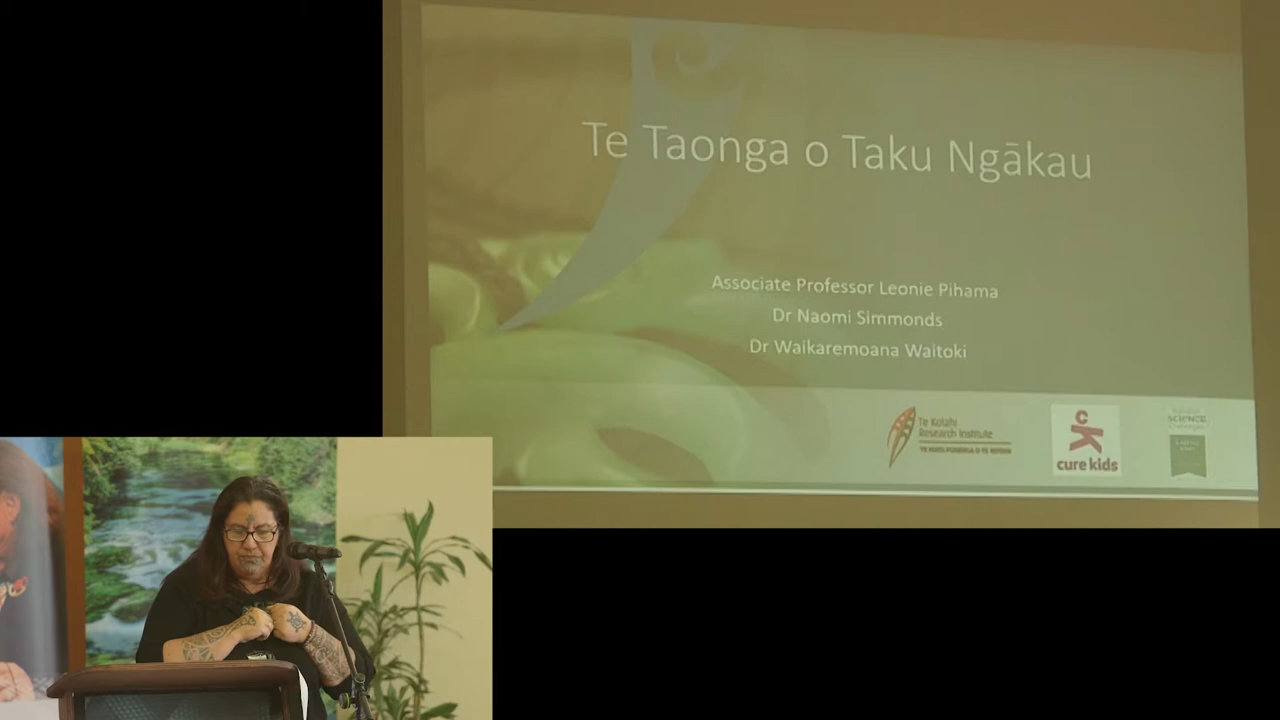 Te Taonga o Taku Ngākau
Associate Professor Leonie Pihama
Dr Naomi Simmonds
Dr Waikaremoana Waitoki
Te Kotahi
Research Institute
cure kids
SCIENCE